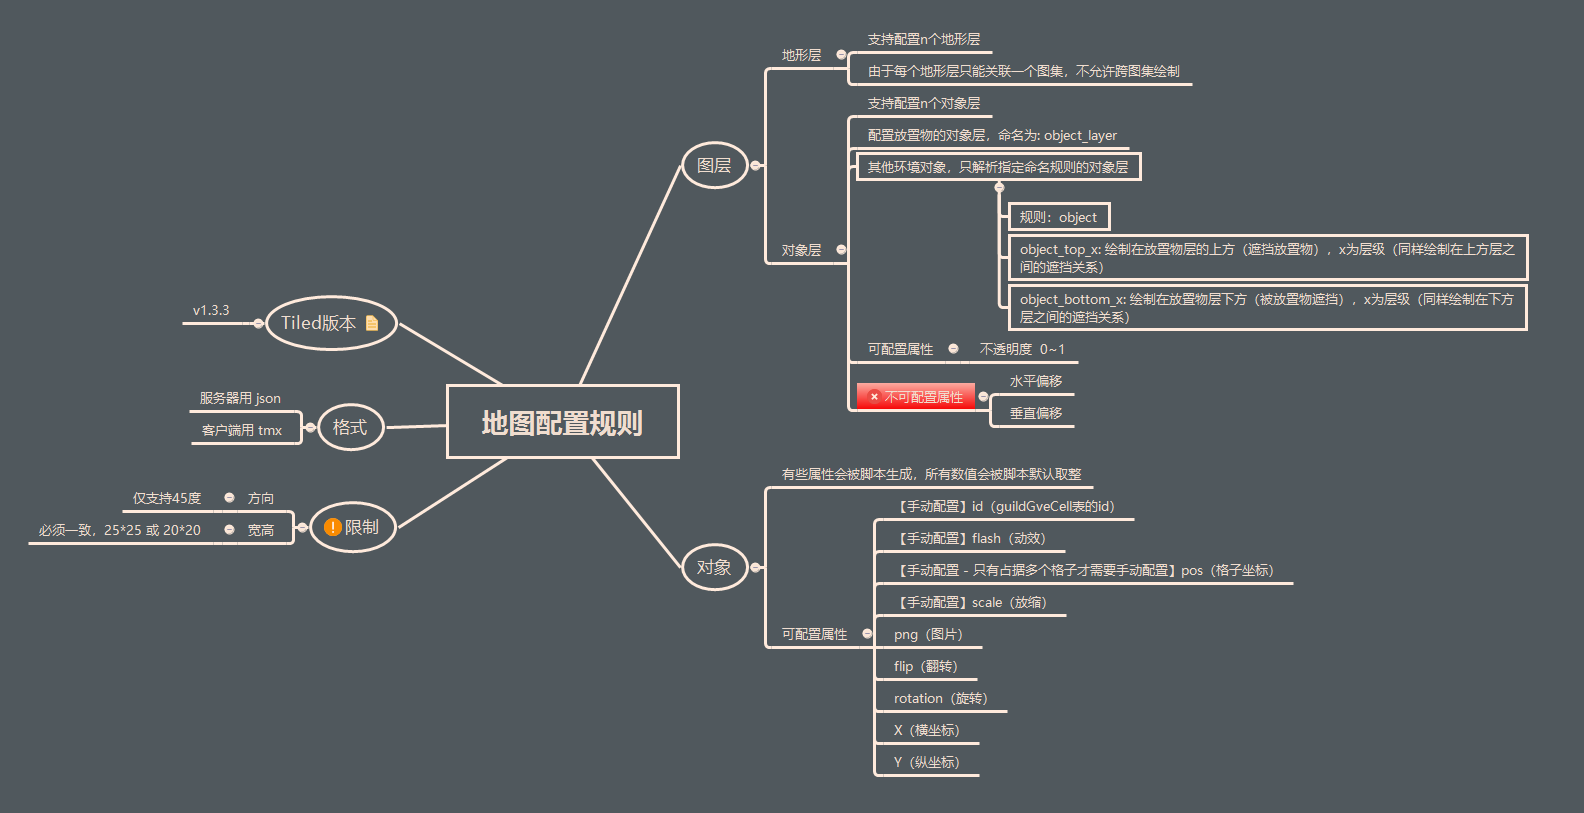 地图配置规则
图层
地形层
支持配置n个地形层
由于每个地形层只能关联一个图集，不允许跨图集绘制
对象层
支持配置n个对象层
配置放置物的对象层，命名为: object_layer
其他环境对象，只解析指定命名规则的对象层
规则：object
object_top_x: 绘制在放置物层的上方（遮挡放置物），x为层级（同样绘制在上方层之
间的遮挡关系）
object_bottom_x: 绘制在放置物层下方（被放置物遮挡），x为层级（同样绘制在下方
层之间的遮挡关系）
可配置属性
不透明度 0~1
不可配置属性
水平偏移
垂直偏移
对象
有些属性会被脚本生成，所有数值会被脚本默认取整
可配置属性
【手动配置】id（guildGveCell表的id）
【手动配置】flash（动效）
【手动配置 - 只有占据多个格子才需要手动配置】pos（格子坐标）
【手动配置】scale（放缩）
png（图片）
flip（翻转）
rotation（旋转）
X（横坐标）
Y（纵坐标）
Tiled版本
v1.3.3
格式
服务器用 json
客户端用 tmx
限制
方向
仅支持45度
宽高
必须一致，25*25 或 20*20